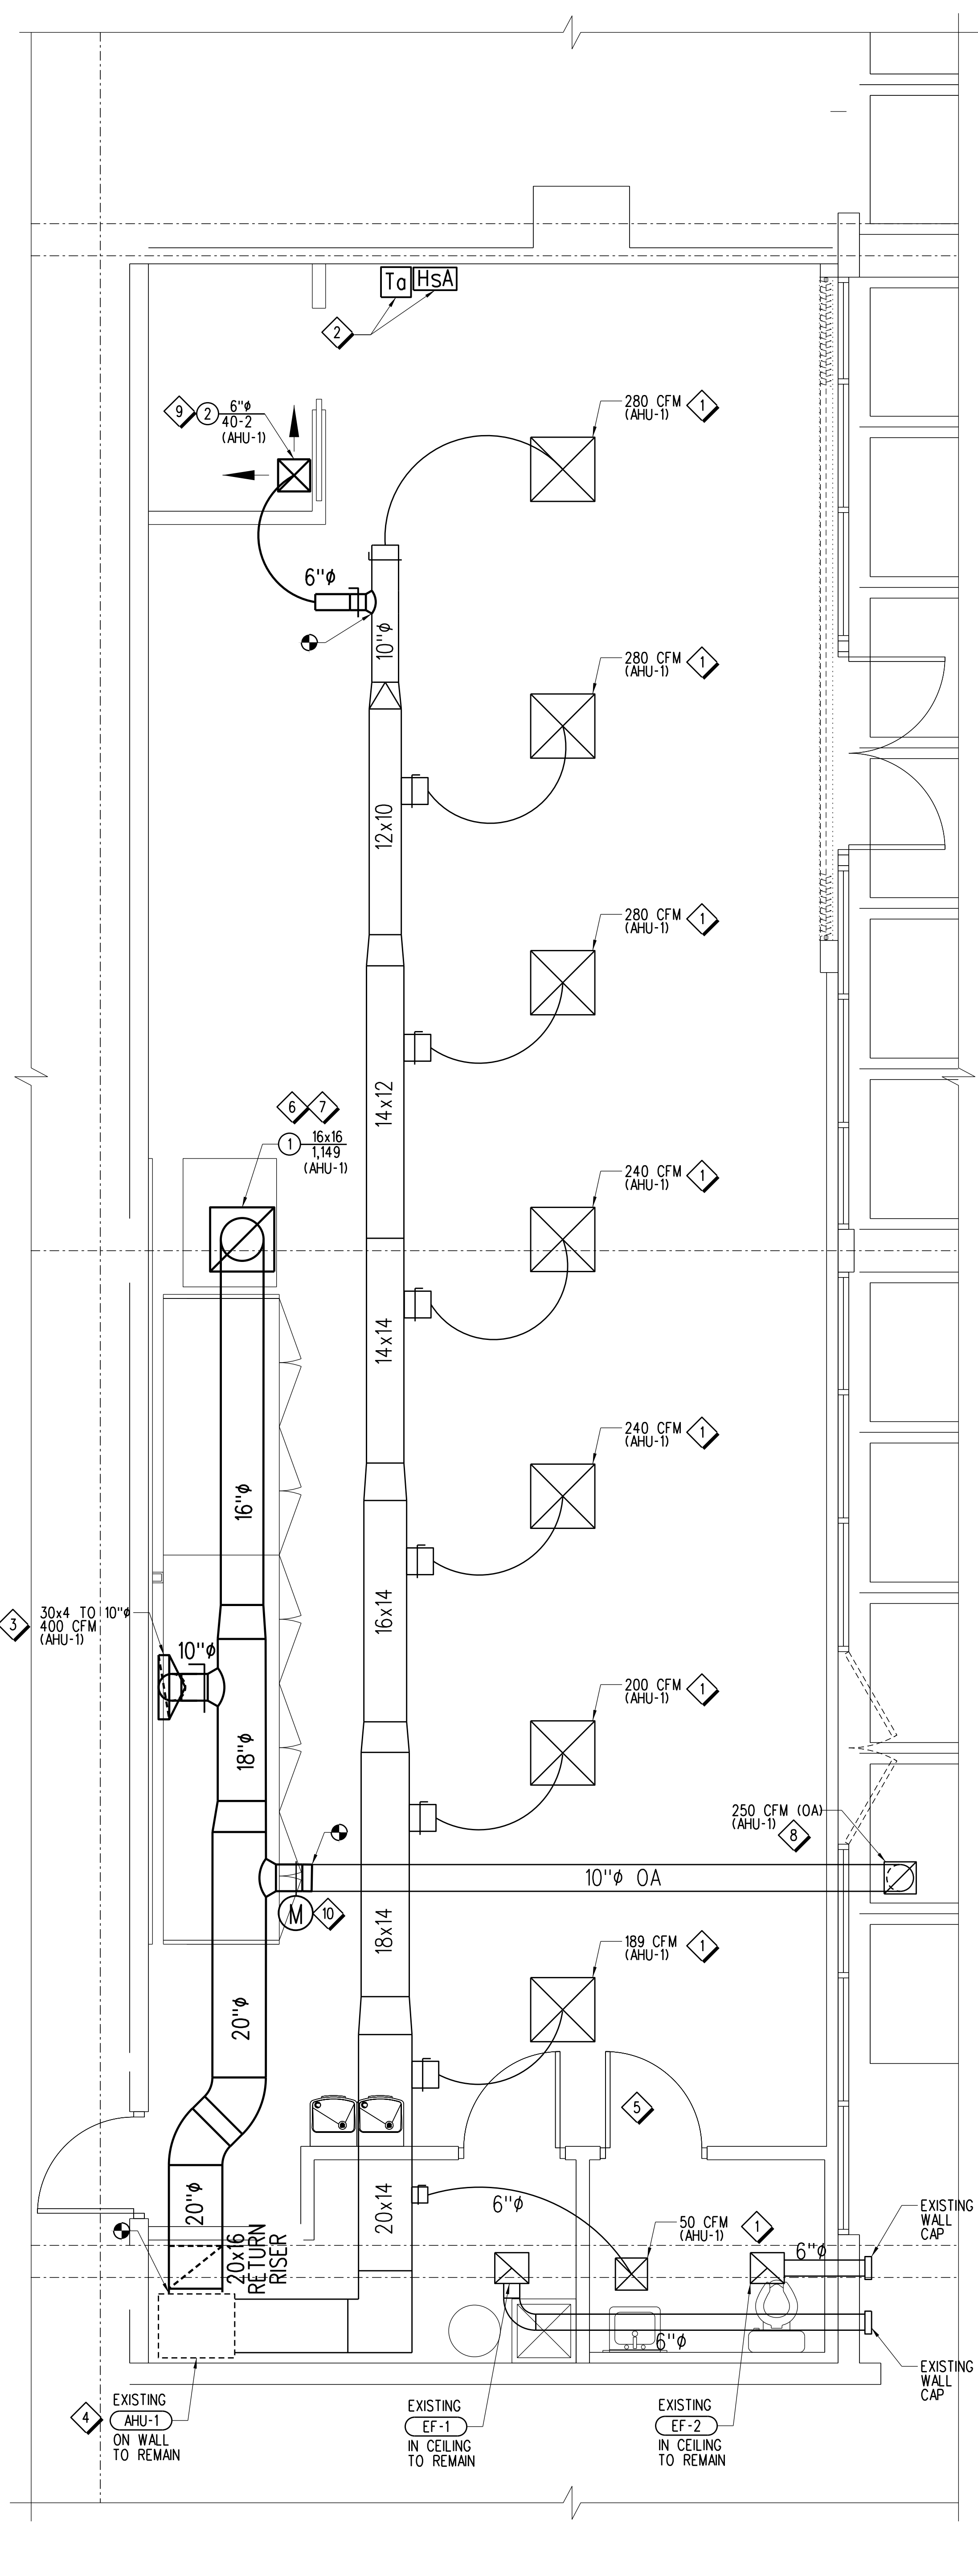 Ta
HSA
2
9
2
6"ø
40-2
(AHU-1)
280 CFM
(AHU-1)
1
6"ø
10"ø
280 CFM
(AHU-1)
1
12x10
280 CFM
(AHU-1)
1
14x12
6
7
1
16x16
1,149
(AHU-1)
240 CFM
(AHU-1)
1
14x14
240 CFM
(AHU-1)
1
16"ø
16x14
3
30x4 TO 10"ø
400 CFM
(AHU-1)
10"ø
200 CFM
(AHU-1)
1
18"ø
250 CFM (OA)
(AHU-1)
8
10"ø OA
M
10
18x14
189 CFM
(AHU-1)
1
20"ø
5
20"ø
20x14
6"ø
50 CFM
(AHU-1)
1
EXISTING
WALL
CAP
20x16
RETURN
RISER
6"ø
6"ø
EXISTING
WALL
CAP
4
EXISTING
AHU-1
ON WALL
TO REMAIN
EXISTING
EF-1
IN CEILING
TO REMAIN
EXISTING
EF-2
IN CEILING
TO REMAIN